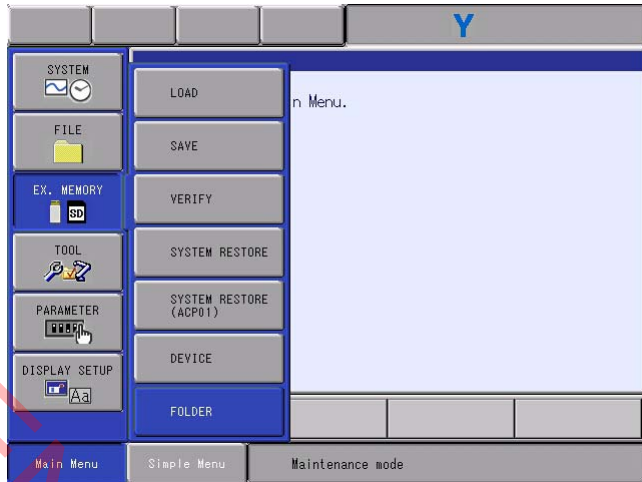 Y
SYSTEM
FILE
EX. MEMORY
SD
TOOL
PARAMETER
DISPLAY SETUP
Aa
LOAD
SAVE
VERIFY
SYSTEM RESTORE
SYSTEM RESTORE
(ACP01)
DEVICE
FOLDER
n Menu.
Main Menu
Simple Menu
Maintenance mode